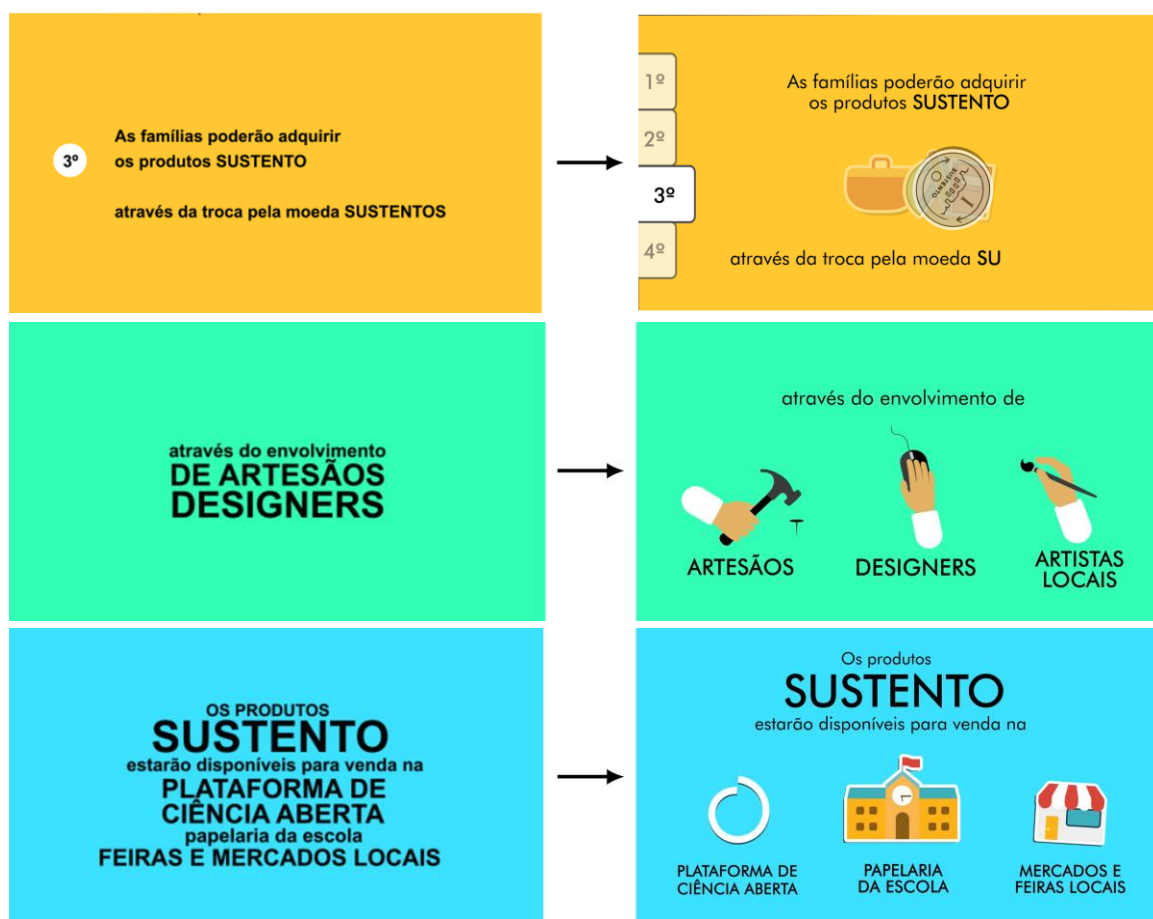 3º
As famílias poderão adquirir
os produtos SUSTENTO
através da troca pela moeda SUSTENTOS
1º
2º
3º
4º
As famílias poderão adquirir
os produtos SUSTENTO
SUSTENTO
1
através da troca pela moeda SU
através do envolvimento
DE ARTESÃOS
DESIGNERS
através do envolvimento de
ARTESÃOS
DESIGNERS
ARTISTAS
LOCAIS
OS PRODUTOS
SUSTENTO
estarão disponíveis para venda na
PLATAFORMA DE
CIÊNCIA ABERTA
papelaria da escola
FEIRAS E MERCADOS LOCAIS
Os produtos
SUSTENTO
estarão disponíveis para venda na
PLATAFORMA DE
CIÊNCIA ABERTA
PAPELARIA
DA ESCOLA
MERCADOS E
FEIRAS LOCAIS